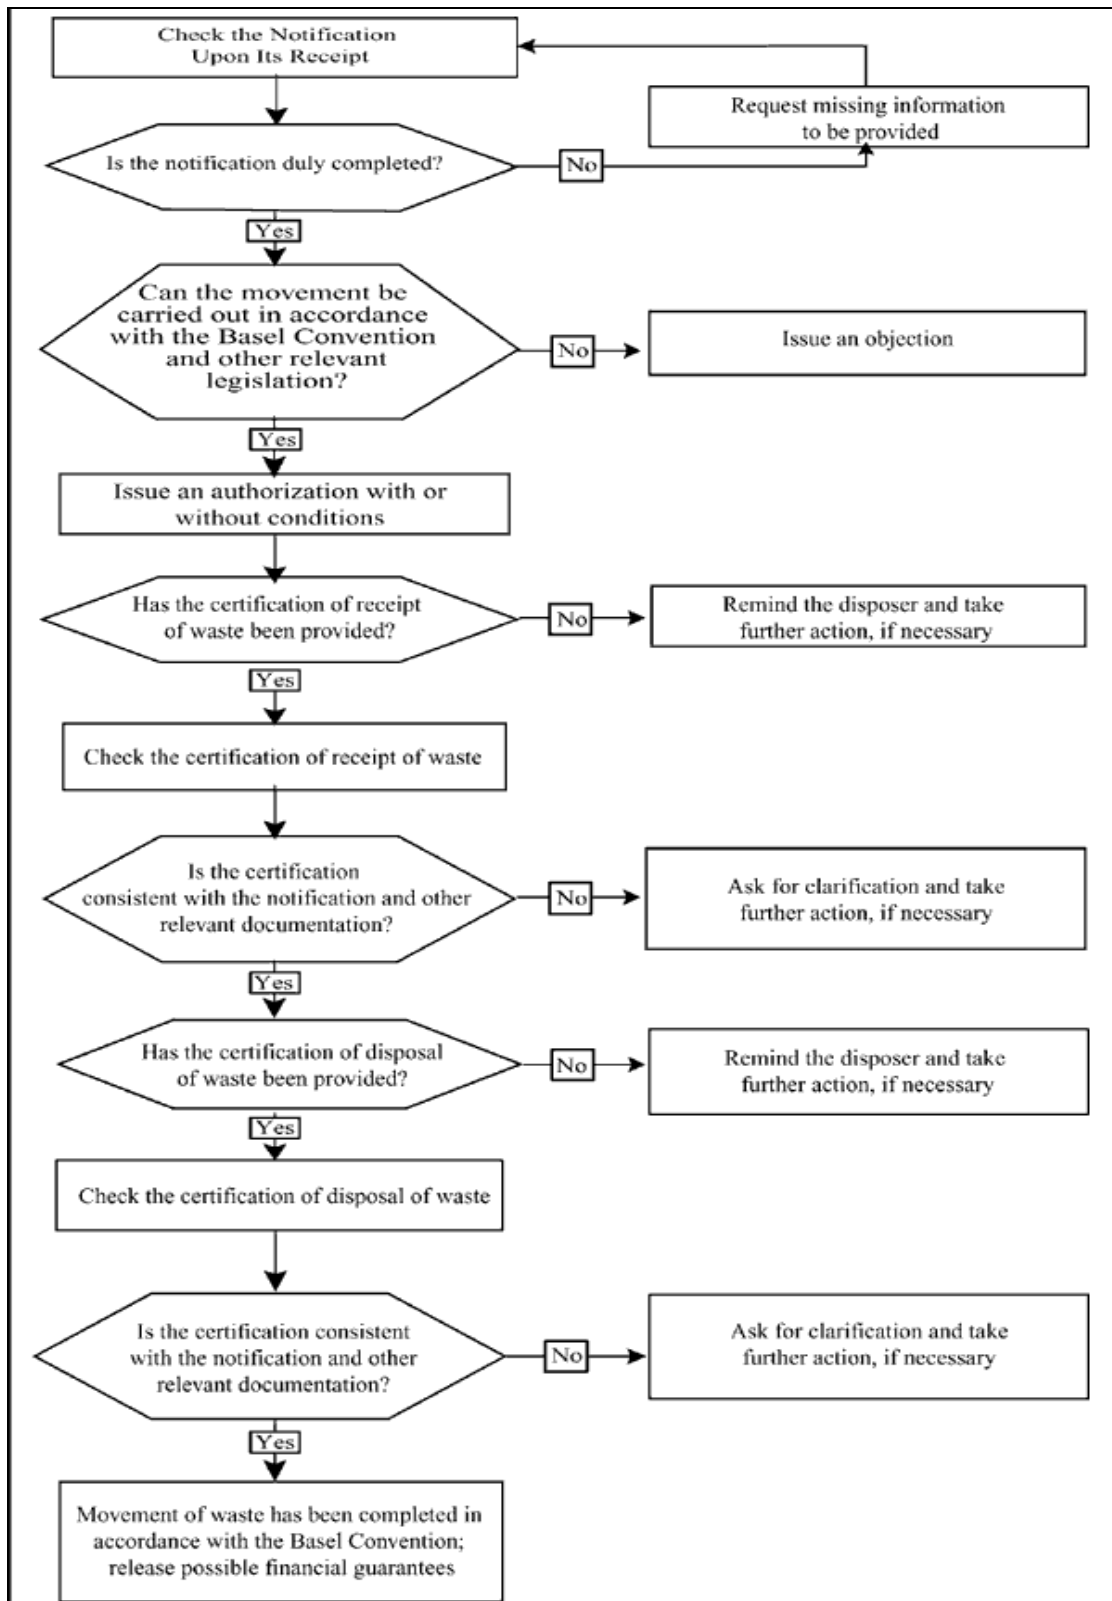 Check the Notification
Upon Its Receipt
Request missing information
to be provided
Is the notification duly completed?
No
Yes
Can the movement be
carried out in accordance
with the Basel Convention
and other relevant
legislation?
No
Issue an objection
Yes
Issue an authorization with or
without conditions
Has the certification of receipt
of waste been provided?
No
Remind the disposer and take
further action, if necessary
Yes
Check the certification of receipt of waste
Is the certification
consistent with the notification and other
relevant documentation?
No
Ask for clarification and take
further action, if necessary
Yes
Has the certification of disposal
of waste been provided?
No
Remind the disposer and take
further action, if necessary
Yes
Check the certification of disposal of waste
Is the certification consistent
with the notification and other
relevant documentation?
No
Ask for clarification and take
further action, if necessary
Yes
Movement of waste has been completed in
accordance with the Basel Convention;
release possible financial guarantees